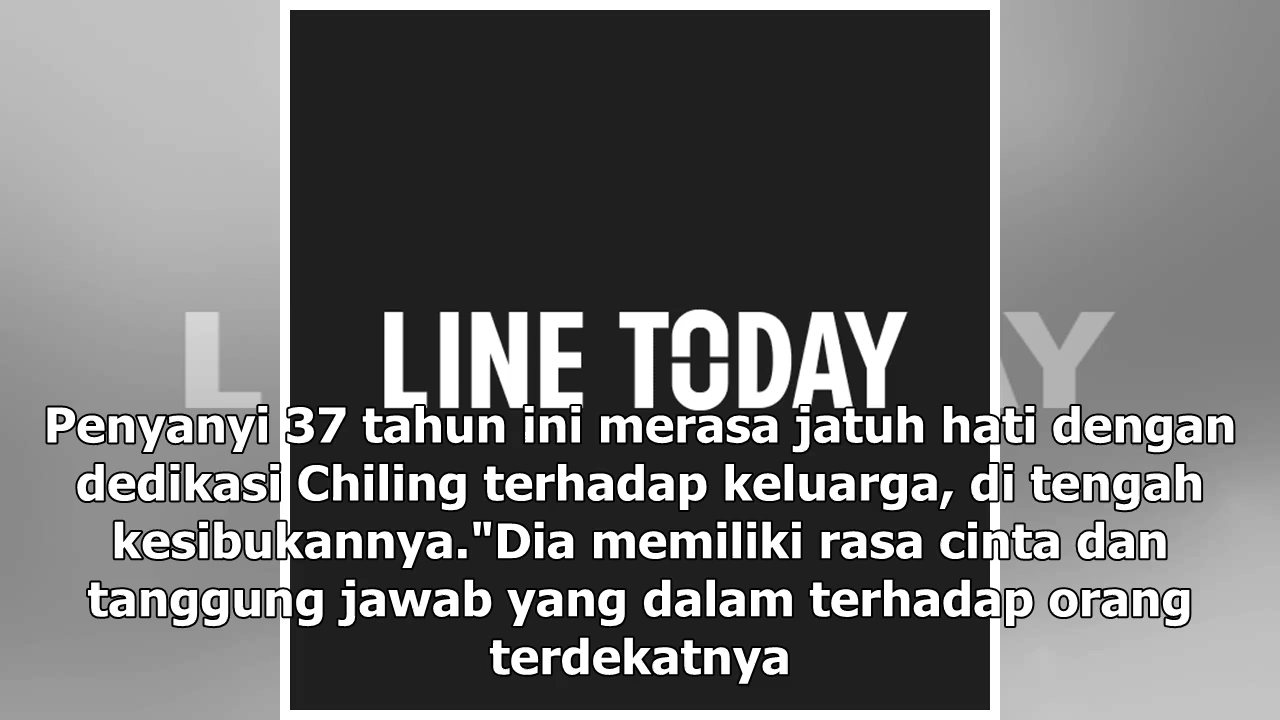 LINE TODAY
L AY
Penyanyi 37 tahun ini merasa jatuh hati dengan
dedikasi Chiling terhadap keluarga, di tengah
kesibukannya."Dia memiliki rasa cinta dan
tanggung jawab yang dalam terhadap orang
terdekatnya